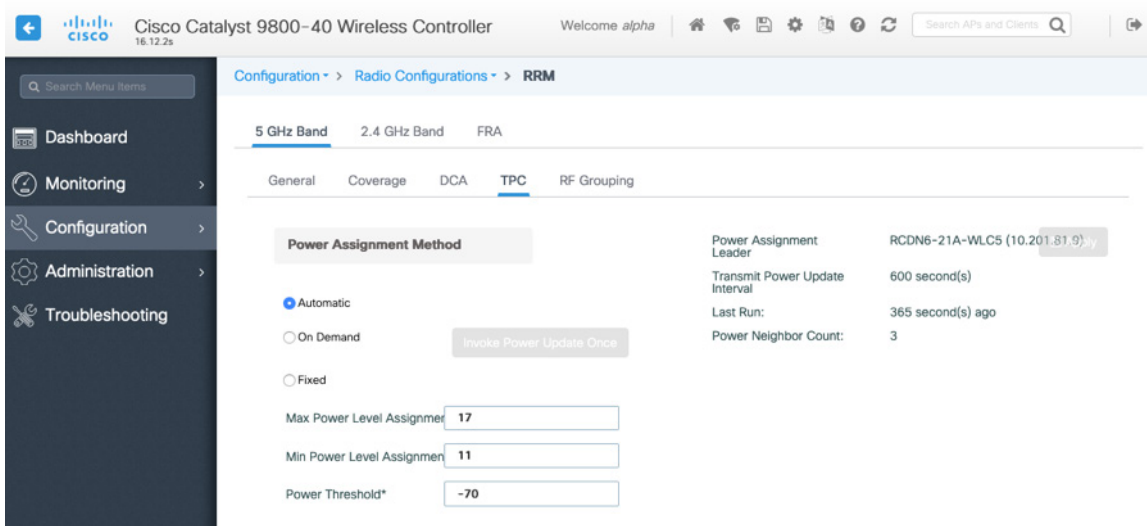 CISCO
Cisco Catalyst 9800-40 Wireless Controller
16.12.2s
Welcome alpha
Search APs and Clients
Search Menu Items
Dashboard
Monitoring
Configuration
Administration
Troubleshooting
Configuration > Radio Configurations > RRM
5 GHz Band 2.4 GHz Band FRA
General Coverage DCA TPC RF Grouping
Power Assignment Method
Automatic
On Demand
Invoke Power Update Once
Fixed
Max Power Level Assignmen 17
Min Power Level Assignmen 11
Power Threshold* -70
Power Assignment
Leader
RCDN6-21A-WLC5 (10.201.81.9)
Transmit Power Update
Interval
600 second(s)
Last Run: 365 second(s) ago
Power Neighbor Count: 3